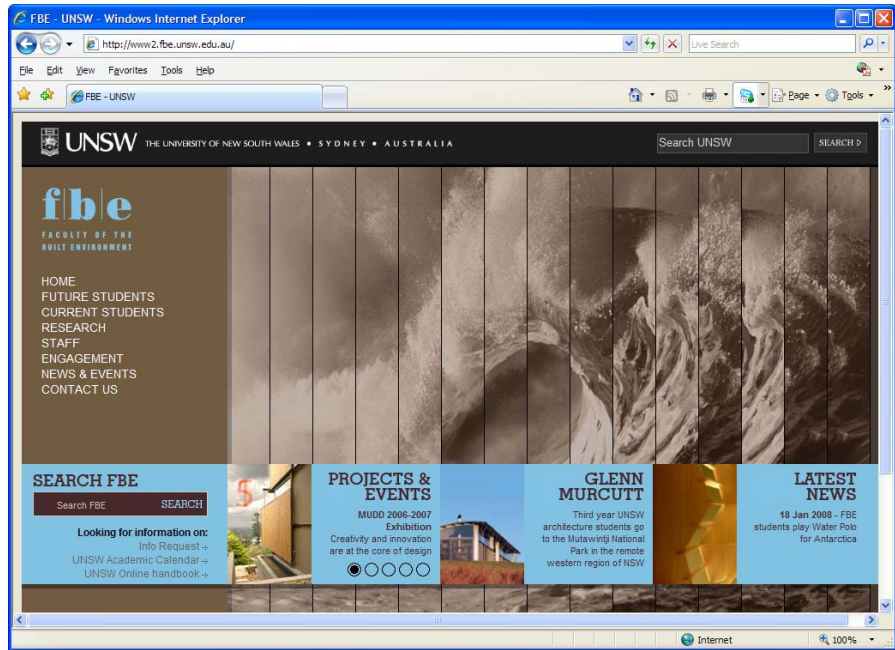 FBE - UNSW - Windows Internet Explorer
http://www2.fbe.unsw.edu.au/
Live Search
File Edit View Favorites Tools Help
FBE - UNSW
Page Tools
UNSW THE UNIVERSITY OF NEW SOUTH WALES • SYDNEY • AUSTRALIA
Search UNSW
SEARCH
f|b|e
FACULTY OF THE
BUILT ENVIRONMENT
HOME
FUTURE STUDENTS
CURRENT STUDENTS
RESEARCH
STAFF
ENGAGEMENT
NEWS & EVENTS
CONTACT US
SEARCH FBE
Search FBE SEARCH
Looking for information on:
Info Request
UNSW Academic Calendar
UNSW Online handbook
5
PROJECTS &
EVENTS
MUDD 2006-2007
Exhibition
Creativity and innovation
are at the core of design
GLENN
MURCUTT
Third year UNSW
architecture students go
to the Mutawintji National
Park in the remote
western region of NSW
LATEST
NEWS
18 Jan 2008 - FBE
students play Water Polo
for Antarctica
Internet
100%